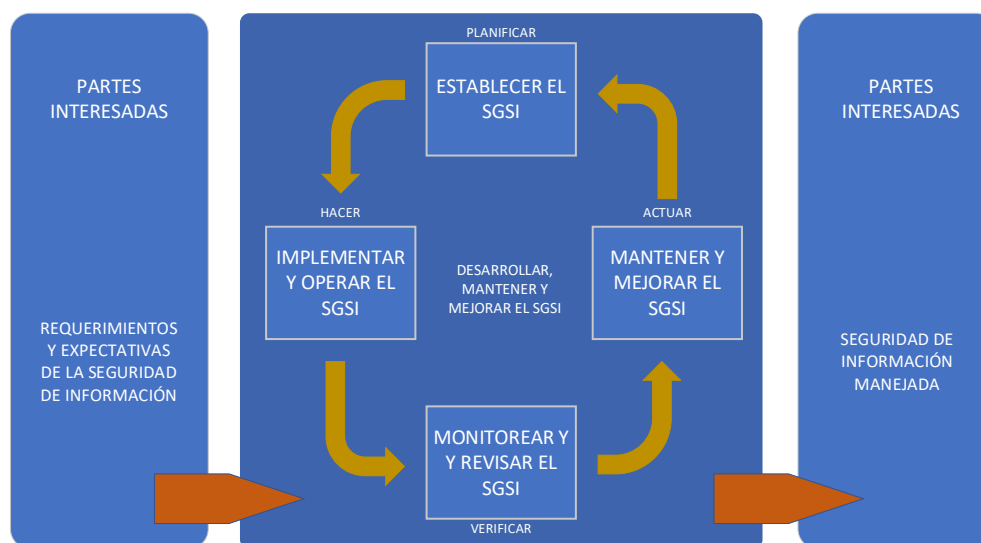 PARTES
INTERESADAS
REQUERIMIENTOS
Y EXPECTATIVAS
DE LA SEGURIDAD
DE INFORMACIÓN
PLANIFICAR
ESTABLECER EL
SGSI
HACER
IMPLEMENTAR
Y OPERAR EL
SGSI
DESARROLLAR,
MANTENER Y
MEJORAR EL SGSI
ACTUAR
MANTENER Y
MEJORAR EL
SGSI
MONITOREAR Y
Y REVISAR EL
SGSI
VERIFICAR
PARTES
INTERESADAS
SEGURIDAD DE
INFORMACIÓN
MANEJADA